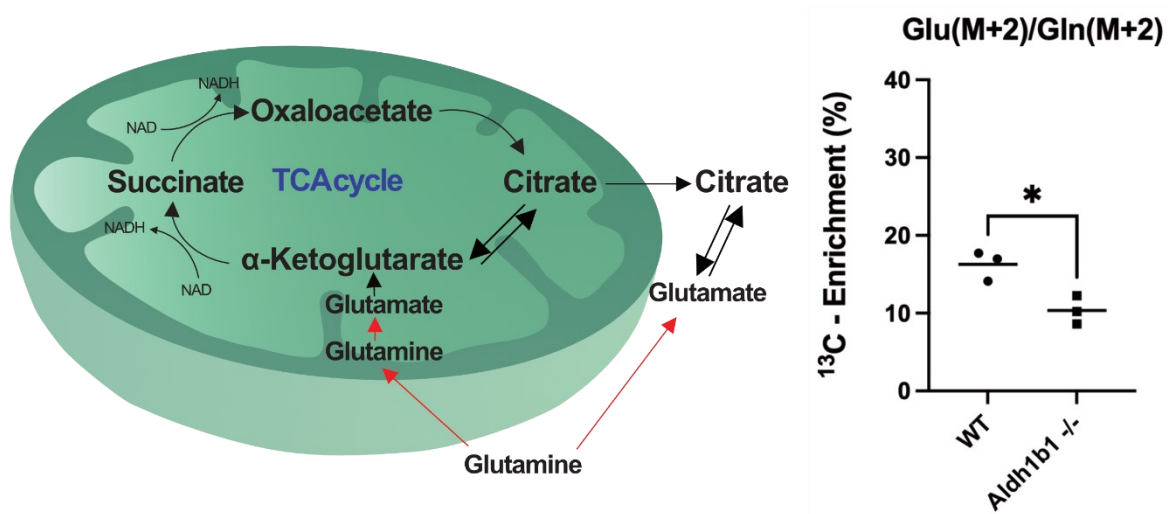 NADH
NAD
Oxaloacetate
Succinate
TCAcycle
Citrate
Citrate
NADH
NAD
α-Ketoglutarate
Glutamate
Glutamate
Glutamine
Glutamine
Glu(M+2)/Gln(M+2)
13C - Enrichment (%)
40
30
20
10
0
*
WT
Aldh1b1 -/-